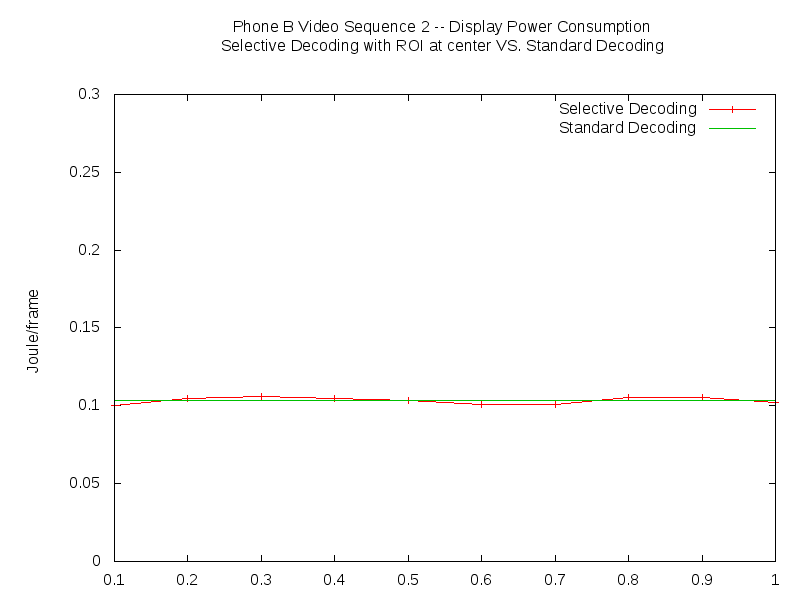 Phone B Video Sequence 2 -- Display Power Consumption
Selective Decoding with ROI at center VS. Standard Decoding
0.3
Selective Decoding
Standard Decoding
0.25
0.2
Joule/frame
0.15
0.1
0.05
0
0.1 0.2 0.3 0.4 0.5 0.6 0.7 0.8 0.9 1